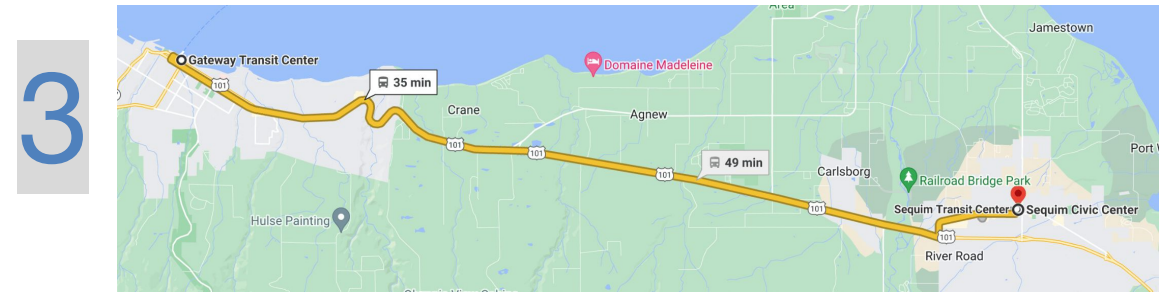 3
Area
Jamestown
Gateway Transit Center
Domaine Madeleine
101
35 min
Crane
Agnew
101
101
Port
49 min
101
Carlsborg
Railroad Bridge Park
101
Sequim Transit Center
Sequim Civic Center
Hulse Painting
101
River Road